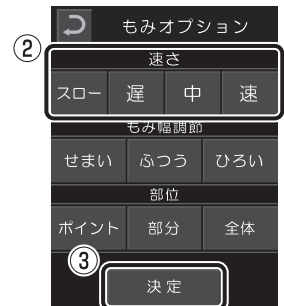 もみオプション
②
速さ
スロー 遅 中 速
もみ幅調節
せまい ふつう ひろい
部位
ポイント 部分 全体
③
決定